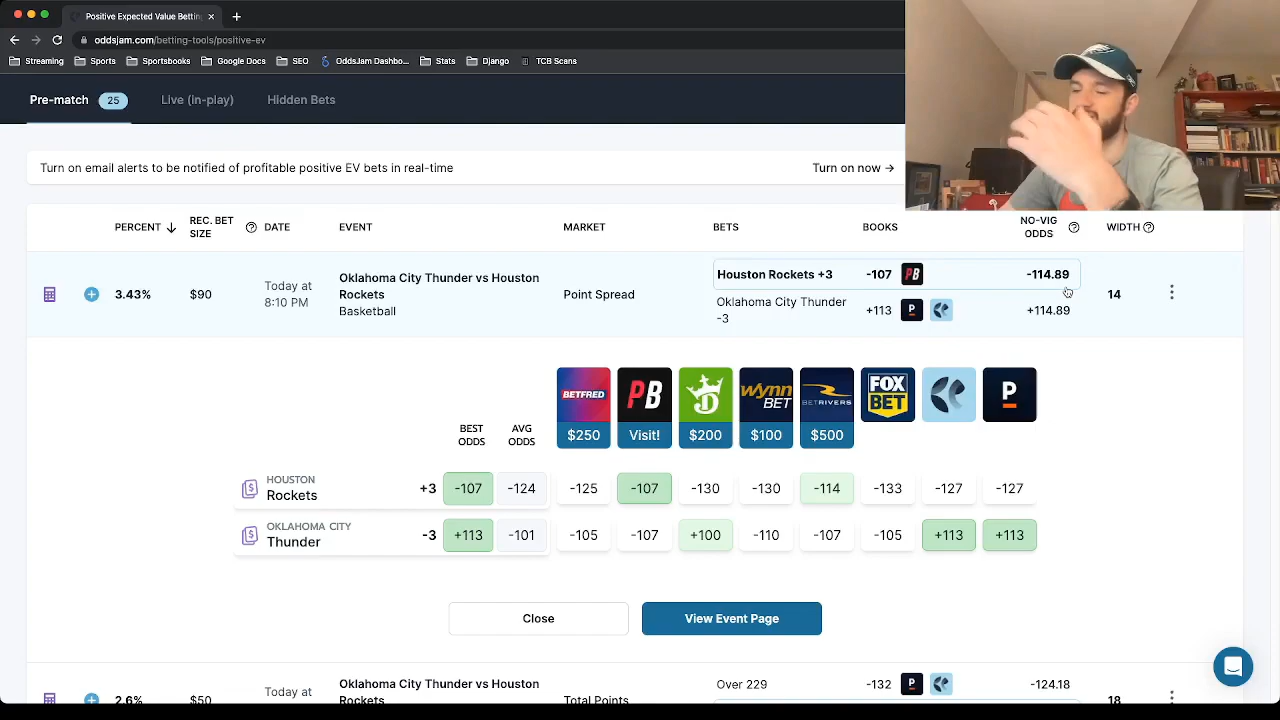 Positive Expected Value Betting
oddsjam.com/betting-tools/positive-ev
Streaming Sports Sportsbooks Google Docs SEO OddsJam Dashbo... Stats Django TCB Scans
Pre-match 25 Live (In-play) Hidden Bets
Turn on email alerts to be notified of profitable positive EV bets in real-time Turn on now →
PERCENT ↓ REC. BET SIZE DATE EVENT MARKET BETS BOOKS NO-VIG ODDS WIDTH
3.43% $90 Today at 8:10 PM
Oklahoma City Thunder vs Houston
Rockets
Basketball
Point Spread
Houston Rockets +3 -107 PB -114.89
Oklahoma City Thunder
-3
+113 P +114.89
14
BETFRED PB WYNN BET BETRIVERS FOX BET P
BEST ODDS AVG ODDS $250 Visit! $200 $100 $500
HOUSTON
Rockets +3 -107 -124 -125 -107 -130 -130 -114 -133 -127 -127
OKLAHOMA CITY
Thunder -3 +113 -101 -105 -107 +100 -110 -107 -105 +113 +113
Close View Event Page
Oklahoma City Thunder vs Houston
Rockets
2.6% $50 Today at Total Points Over 229 -132 P -124.18 18